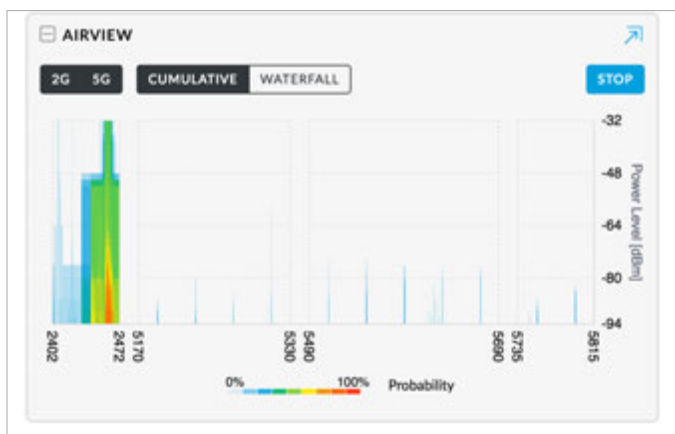 AIRVIEW
2G 5G CUMULATIVE WATERFALL STOP
-32
-48
-64
-80
-94
Power Level [dBm]
2402 2472 5170 5330 5490 5690 5735 5815
0% 100% Probability